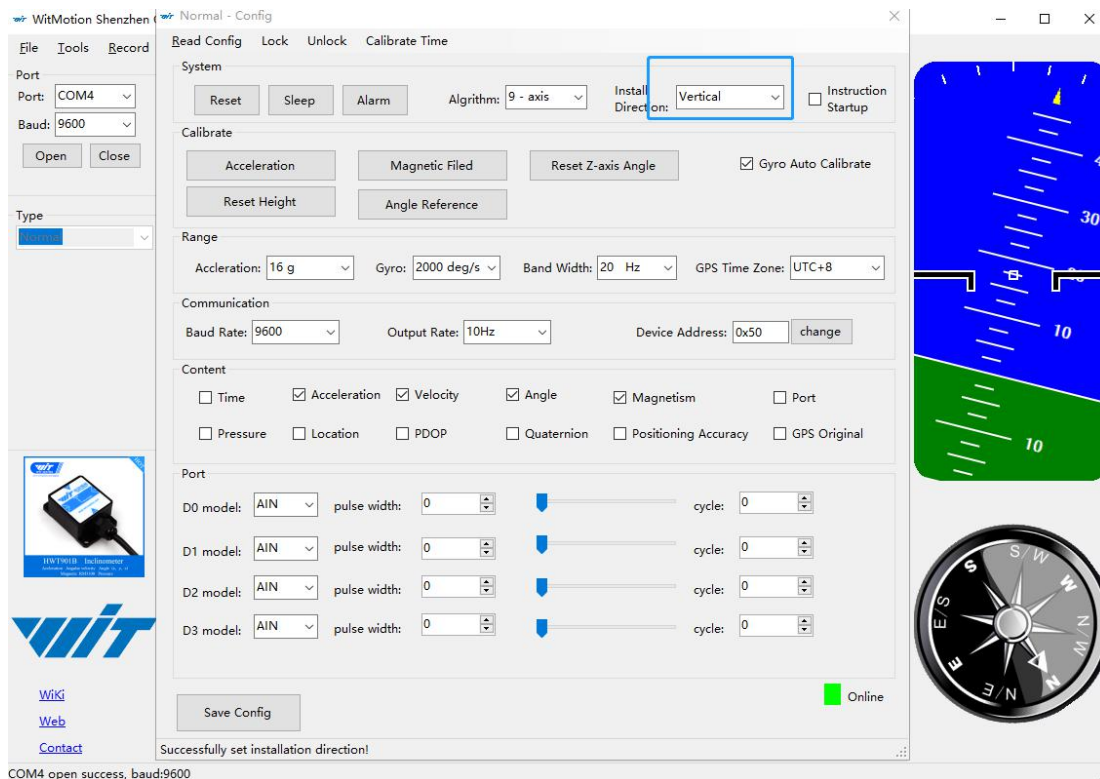 WitMotion Shenzhen
Normal - Config
File Tools Record
Read Config Lock Unlock Calibrate Time
Port
Port: COM4
Baud: 9600
Open Close
Type
Normal
System
Reset Sleep Alarm Algrithm: 9 - axis
Install
Direction: Vertical
Instruction
Startup
Calibrate
Acceleration Magnetic Filed Reset Z-axis Angle Gyro Auto Calibrate
Reset Height Angle Reference
Range
Accleration: 16 g Gyro: 2000 deg/s Band Width: 20 Hz GPS Time Zone: UTC+8
Communication
Baud Rate: 9600 Output Rate: 10Hz Device Address: 0x50 change
Content
Time Acceleration Velocity Angle Magnetism Port
Pressure Location PDOP Quaternion Positioning Accuracy GPS Original
Port
D0 model: AIN pulse width: 0 cycle: 0
D1 model: AIN pulse width: 0 cycle: 0
D2 model: AIN pulse width: 0 cycle: 0
D3 model: AIN pulse width: 0 cycle: 0
Save Config
Online
Successfully set installation direction!
WiT
HWT901B Inclinometer
WiT
WiKi
Web
Contact
COM4 open success, baud:9600
30
10
10
S/W
W
N/W
N
N/E
E
E/S
S